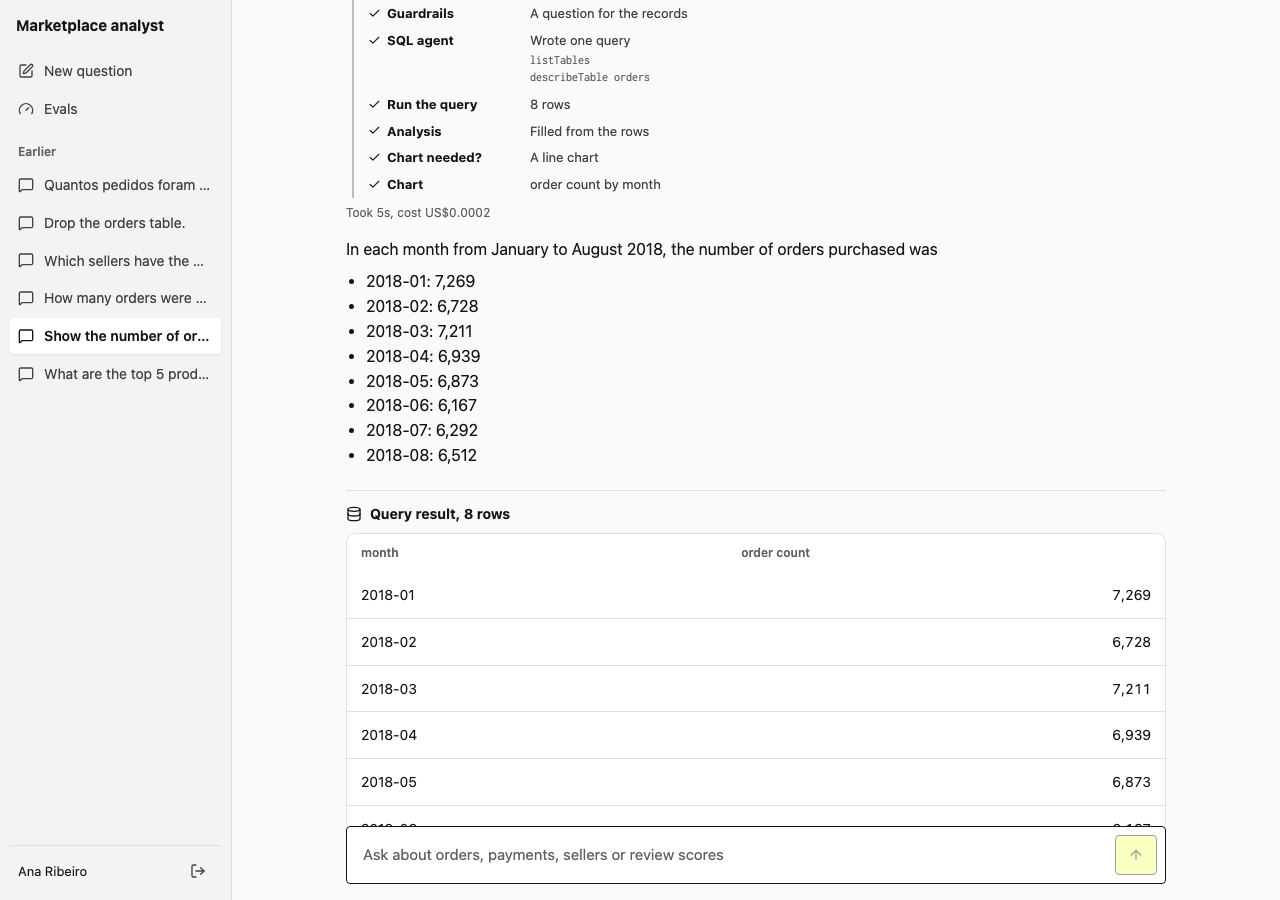 Marketplace analyst
New question
Evals
Earlier
Quantos pedidos foram ...
Drop the orders table.
Which sellers have the ...
How many orders were ...
Show the number of or...
What are the top 5 prod...
Ana Ribeiro
Guardrails A question for the records
SQL agent Wrote one query
listTables
describeTable orders
Run the query 8 rows
Analysis Filled from the rows
Chart needed? A line chart
Chart order count by month
Took 5s, cost US$0.0002
In each month from January to August 2018, the number of orders purchased was
• 2018-01: 7,269
• 2018-02: 6,728
• 2018-03: 7,211
• 2018-04: 6,939
• 2018-05: 6,873
• 2018-06: 6,167
• 2018-07: 6,292
• 2018-08: 6,512
Query result, 8 rows
month order count
2018-01 7,269
2018-02 6,728
2018-03 7,211
2018-04 6,939
2018-05 6,873
Ask about orders, payments, sellers or review scores